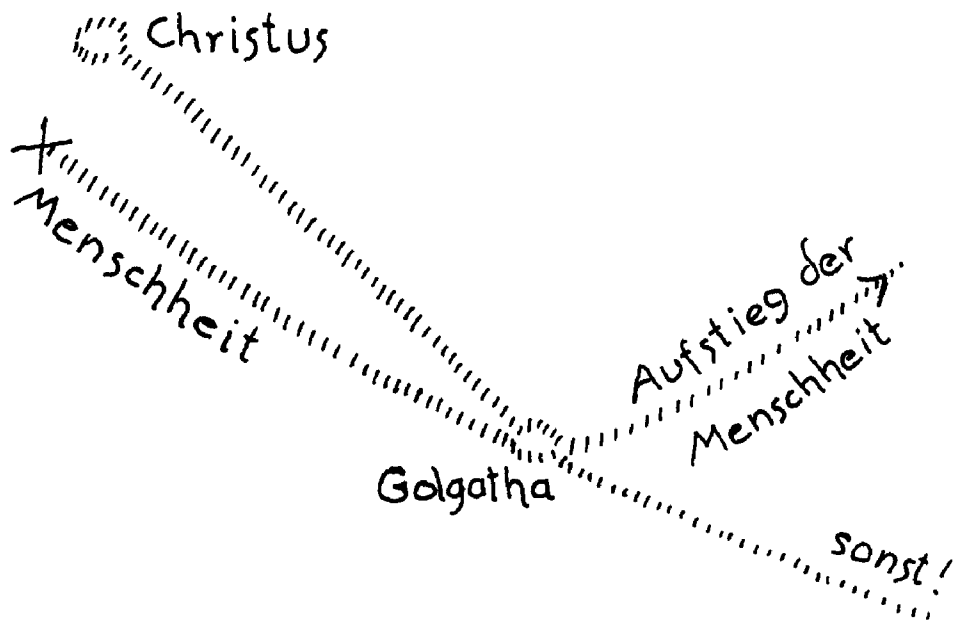 Christus
Menschheit
Aufstieg der
Menschheit
Golgatha
sonst!